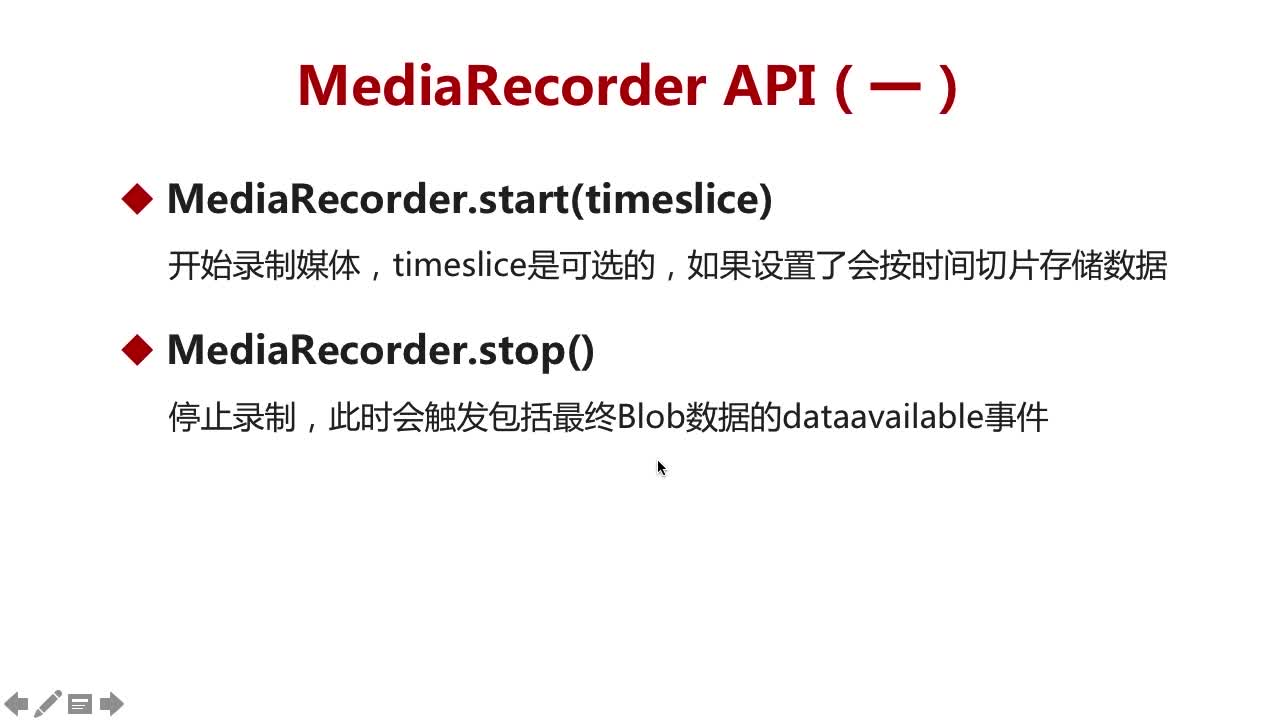 MediaRecorder API（一）
MediaRecorder.start(timeslice)
开始录制媒体，timeslice是可选的，如果设置了会按时间切片存储数据
MediaRecorder.stop()
停止录制，此时会触发包括最终Blob数据的dataavailable事件